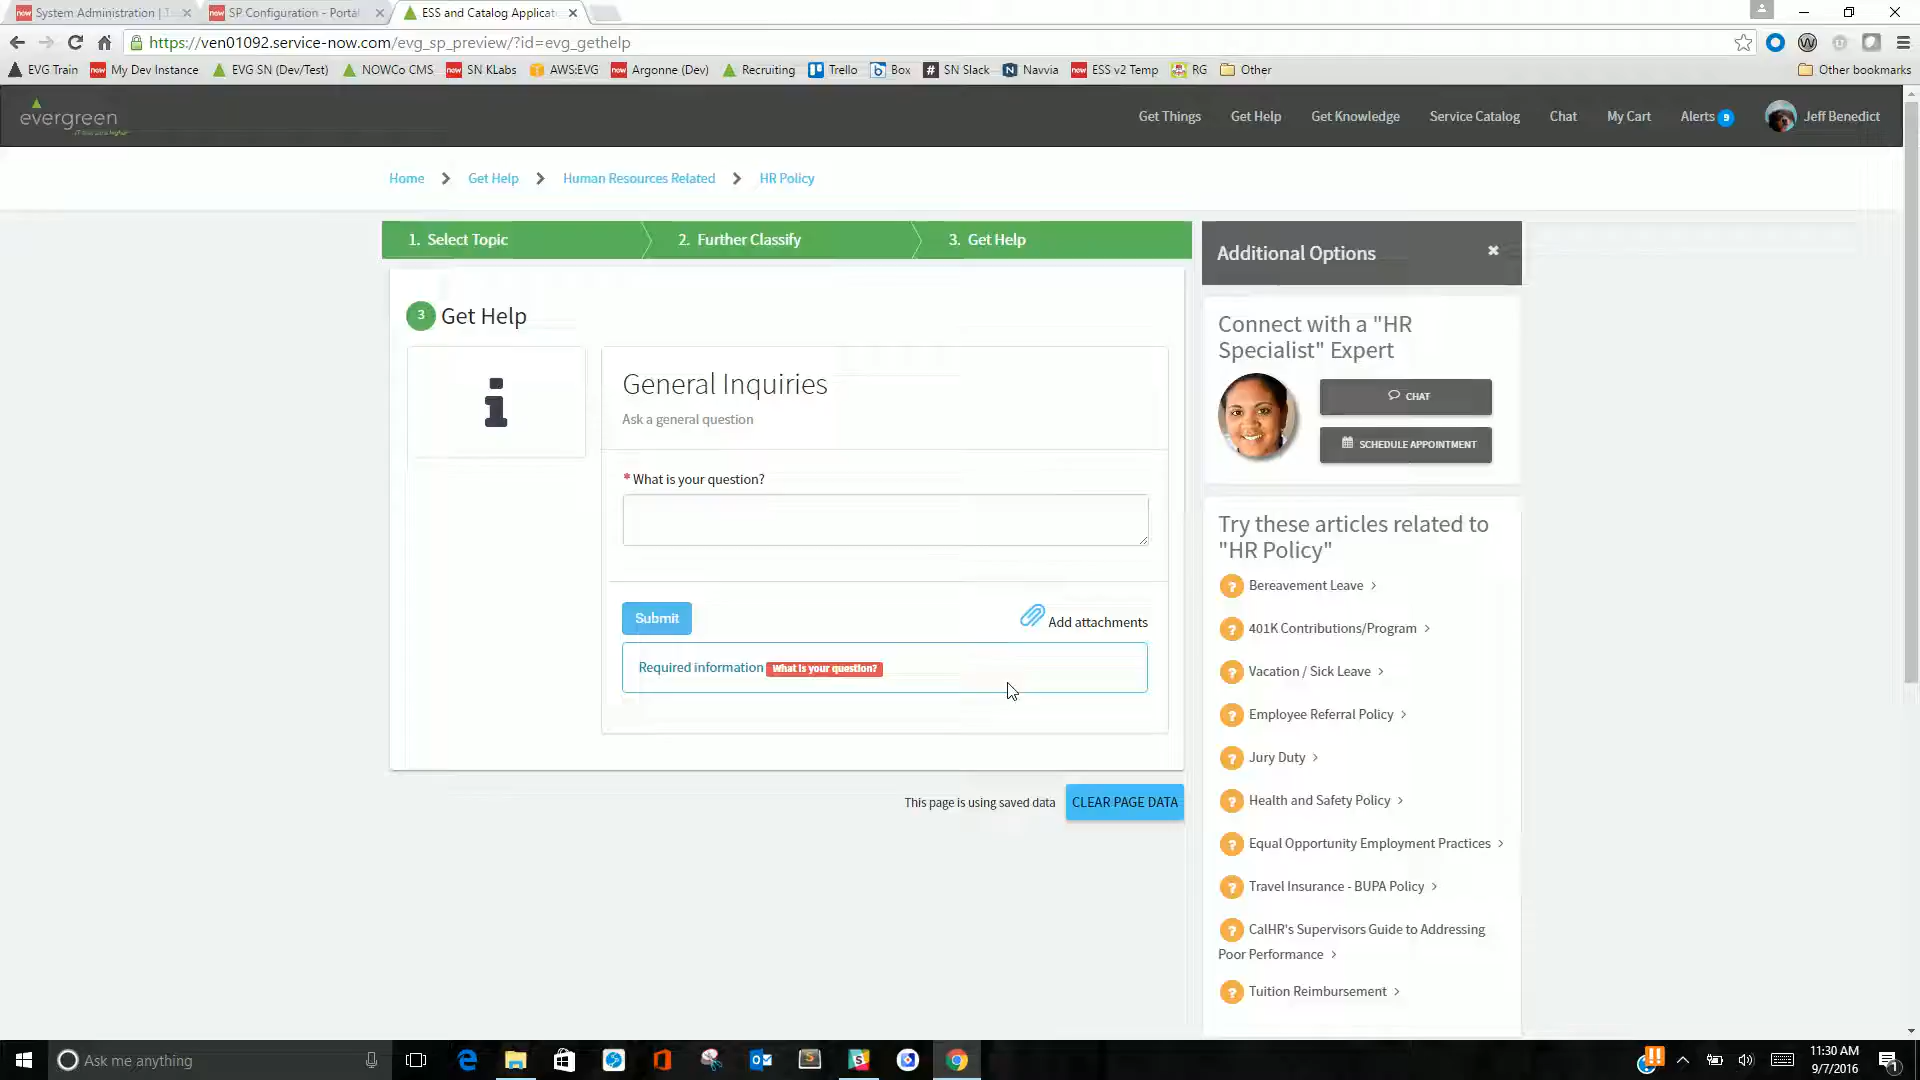 System Administration |
SP Configuration - Portal
ESS and Catalog Applicat
https://ven01092.service-now.com/evg_sp_preview/?id=evg_gethelp
EVG Train
My Dev Instance
EVG SN (Dev/Test)
NOWCo CMS
SN KLabs
AWS:EVG
Argonne (Dev)
Recruiting
Trello
Box
SN Slack
Navvia
ESS v2 Temp
RG
Other
Other bookmarks
evergreen
Get Things
Get Help
Get Knowledge
Service Catalog
Chat
My Cart
Alerts 9
Jeff Benedict
Home
Get Help
Human Resources Related
HR Policy
1. Select Topic
2. Further Classify
3. Get Help
3 Get Help
General Inquiries
Ask a general question
* What is your question?
Submit
Add attachments
Required information What is your question?
This page is using saved data
CLEAR PAGE DATA
Additional Options
Connect with a "HR
Specialist" Expert
CHAT
SCHEDULE APPOINTMENT
Try these articles related to
"HR Policy"
Bereavement Leave
401K Contributions/Program
Vacation / Sick Leave
Employee Referral Policy
Jury Duty
Health and Safety Policy
Equal Opportunity Employment Practices
Travel Insurance - BUPA Policy
CalHR's Supervisors Guide to Addressing
Poor Performance
Tuition Reimbursement
Ask me anything
11:30 AM
9/7/2016